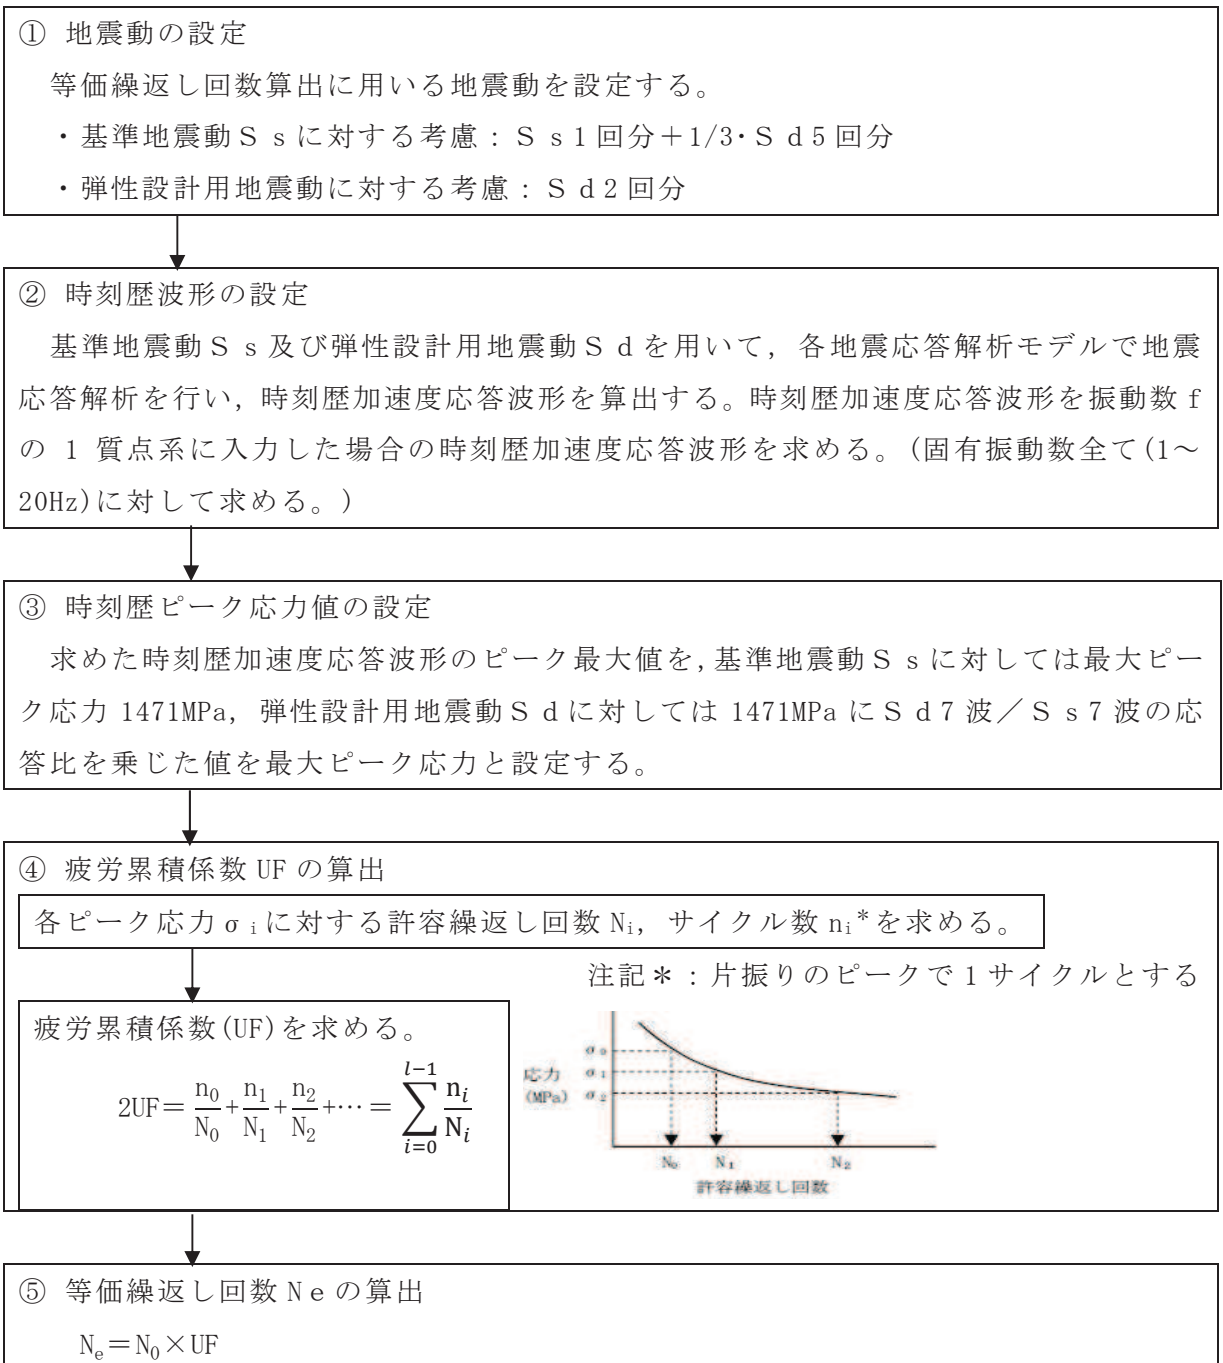 ① 地震動の設定
等価繰返し回数算出に用いる地震動を設定する。
・基準地震動Ｓｓに対する考慮：Ｓｓ1回分＋1/3・Ｓｄ5回分
・弾性設計用地震動に対する考慮：Ｓｄ2回分
② 時刻歴波形の設定
基準地震動Ｓｓ及び弾性設計用地震動Ｓｄを用いて，各地震応答解析モデルで地震
応答解析を行い，時刻歴加速度応答波形を算出する。時刻歴加速度応答波形を振動数ｆ
の 1 質点系に入力した場合の時刻歴加速度応答波形を求める。(固有振動数全て(1～
20Hz)に対して求める。)
③ 時刻歴ピーク応力値の設定
求めた時刻歴加速度応答波形のピーク最大値を，基準地震動Ｓｓに対しては最大ピー
ク応力 1471MPa，弾性設計用地震動Ｓｄに対しては 1471MPa にＳｄ7波／Ｓｓ7波の応
答比を乗じた値を最大ピーク応力と設定する。
④ 疲労累積係数 UF の算出
各ピーク応力σiに対する許容繰返し回数 Ni，サイクル数 ni*を求める。
注記＊：片振りのピークで1サイクルとする
疲労累積係数(UF)を求める。
2UF＝ n0/N0 + n1/N1 + n2/N2 +⋯＝ ∑_{i=0}^{l-1} ni/Ni
応力
(MPa)
σ0
σ1
σ2
N0 N1 N2
許容繰返し回数
⑤ 等価繰返し回数Ｎｅの算出
Ne＝N0×UF